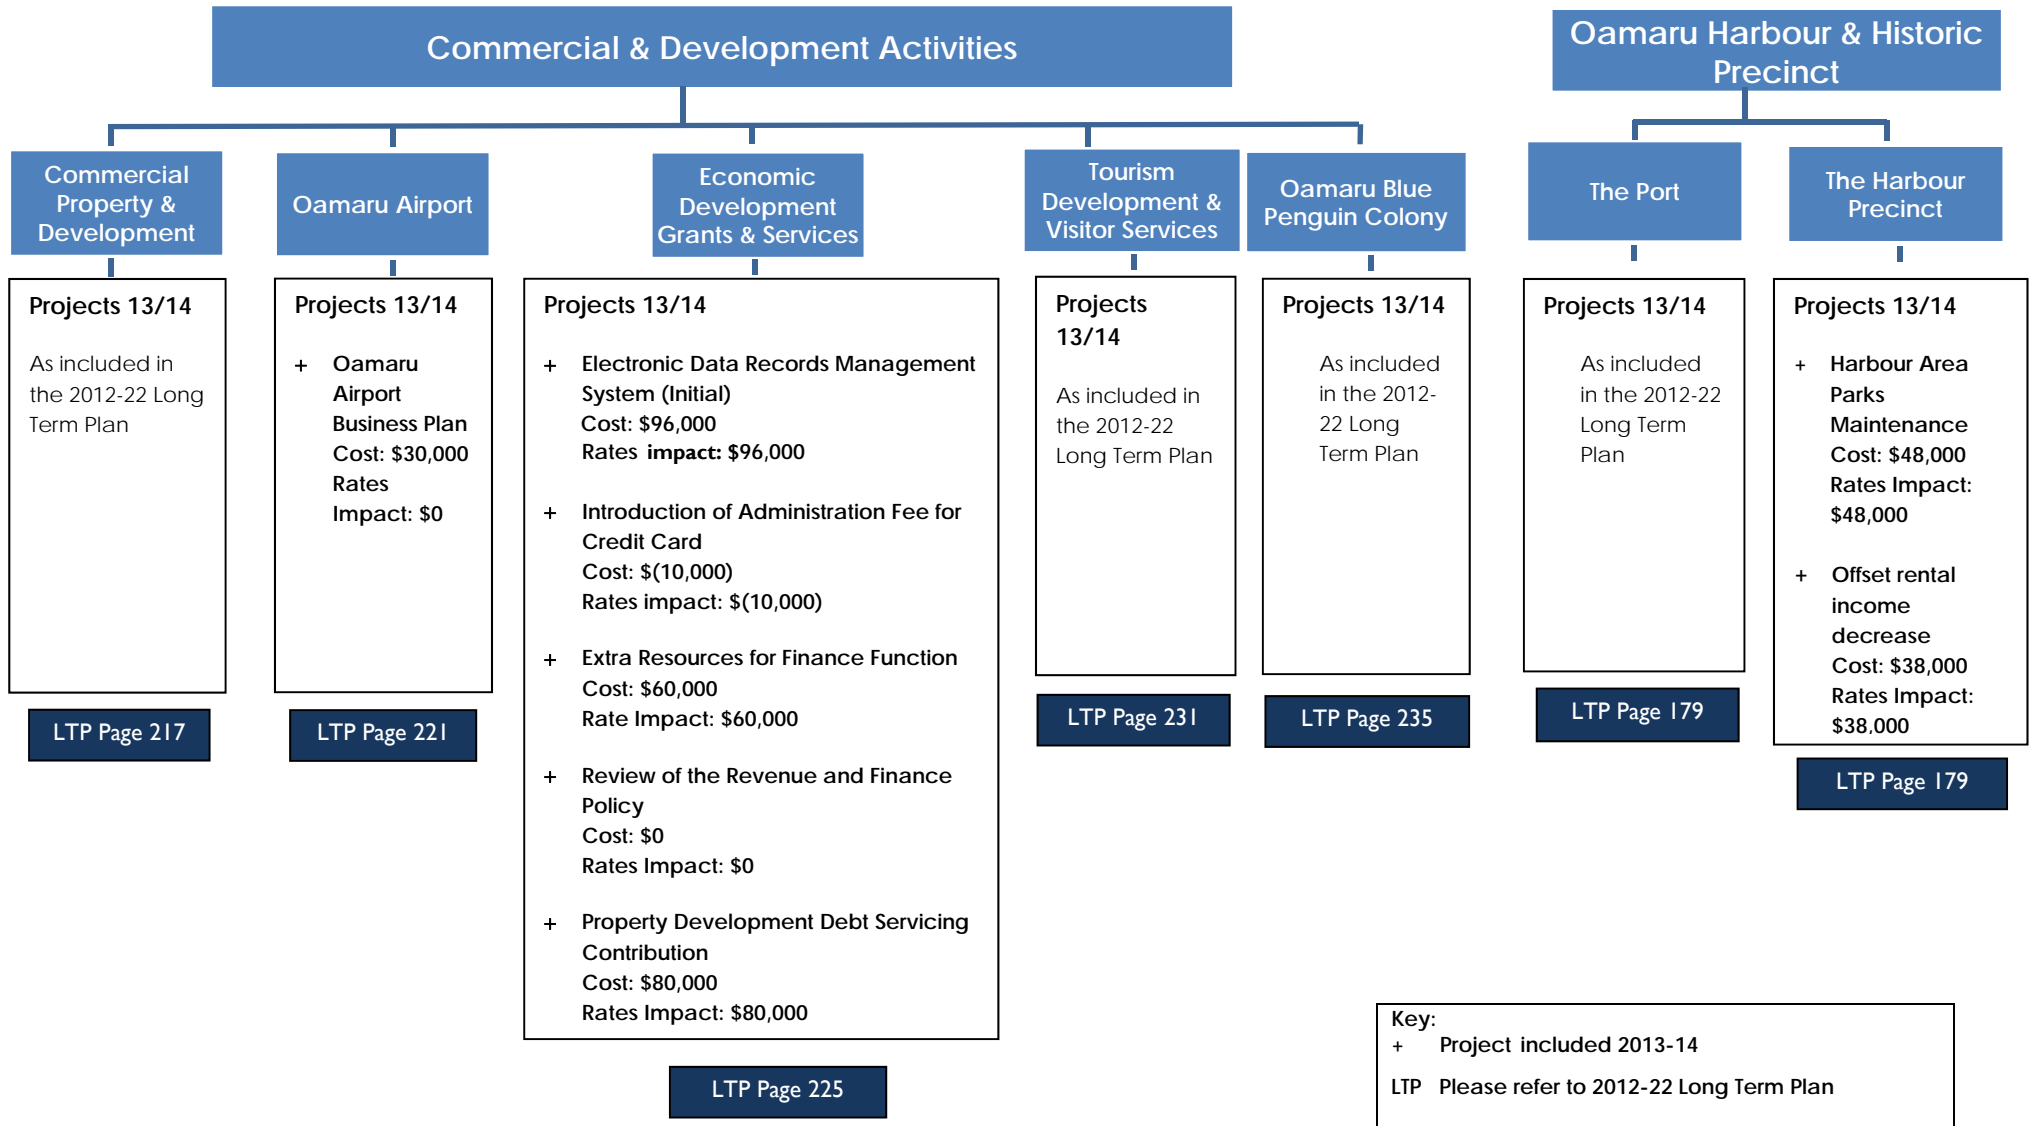 Commercial & Development Activities
Oamaru Harbour & Historic
Precinct
Commercial
Property &
Development
Oamaru Airport
Economic
Development
Grants & Services
Tourism
Development &
Visitor Services
Oamaru Blue
Penguin Colony
The Port
The Harbour
Precinct
Projects 13/14
As included in
the 2012-22 Long
Term Plan
LTP Page 217
Projects 13/14
+ Oamaru
Airport
Business Plan
Cost: $30,000
Rates
Impact: $0
LTP Page 221
Projects 13/14
+ Electronic Data Records Management
System (Initial)
Cost: $96,000
Rates impact: $96,000
+ Introduction of Administration Fee for
Credit Card
Cost: $(10,000)
Rates impact: $(10,000)
+ Extra Resources for Finance Function
Cost: $60,000
Rate Impact: $60,000
+ Review of the Revenue and Finance
Policy
Cost: $0
Rates Impact: $0
+ Property Development Debt Servicing
Contribution
Cost: $80,000
Rates Impact: $80,000
LTP Page 225
Projects
13/14
As included in
the 2012-22
Long Term Plan
LTP Page 231
Projects 13/14
As included
in the 2012-
22 Long
Term Plan
LTP Page 235
Projects 13/14
As included
in the 2012-22
Long Term
Plan
LTP Page 179
Projects 13/14
+ Harbour Area
Parks
Maintenance
Cost: $48,000
Rates Impact:
$48,000
+ Offset rental
income
decrease
Cost: $38,000
Rates Impact:
$38,000
LTP Page 179
Key:
+ Project included 2013-14
LTP Please refer to 2012-22 Long Term Plan